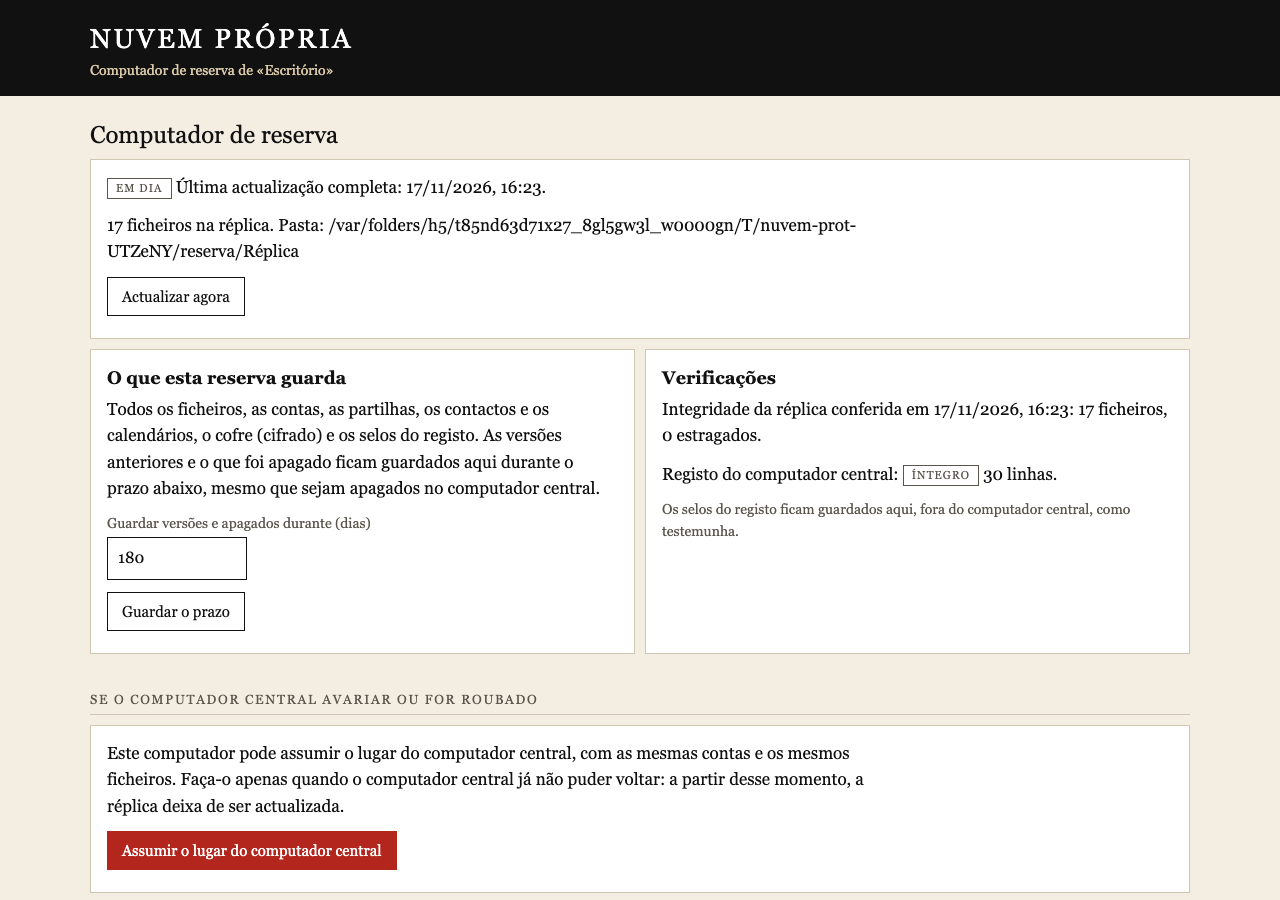 NUVEM PRÓPRIA
Computador de reserva de «Escritório»
Computador de reserva
EM DIA Última actualização completa: 17/11/2026, 16:23.
17 ficheiros na réplica. Pasta: /var/folders/h5/t85nd63d71x27_8gl5gw3l_w0000gn/T/nuvem-prot-
UTZeNY/reserva/Réplica
Actualizar agora
O que esta reserva guarda
Todos os ficheiros, as contas, as partilhas, os contactos e os
calendários, o cofre (cifrado) e os selos do registo. As versões
anteriores e o que foi apagado ficam guardados aqui durante o
prazo abaixo, mesmo que sejam apagados no computador central.
Guardar versões e apagados durante (dias)
180
Guardar o prazo
Verificações
Integridade da réplica conferida em 17/11/2026, 16:23: 17 ficheiros,
0 estragados.
Registo do computador central: ÍNTEGRO 30 linhas.
Os selos do registo ficam guardados aqui, fora do computador central, como
testemunha.
SE O COMPUTADOR CENTRAL AVARIAR OU FOR ROUBADO
Este computador pode assumir o lugar do computador central, com as mesmas contas e os mesmos
ficheiros. Faça-o apenas quando o computador central já não puder voltar: a partir desse momento, a
réplica deixa de ser actualizada.
Assumir o lugar do computador central